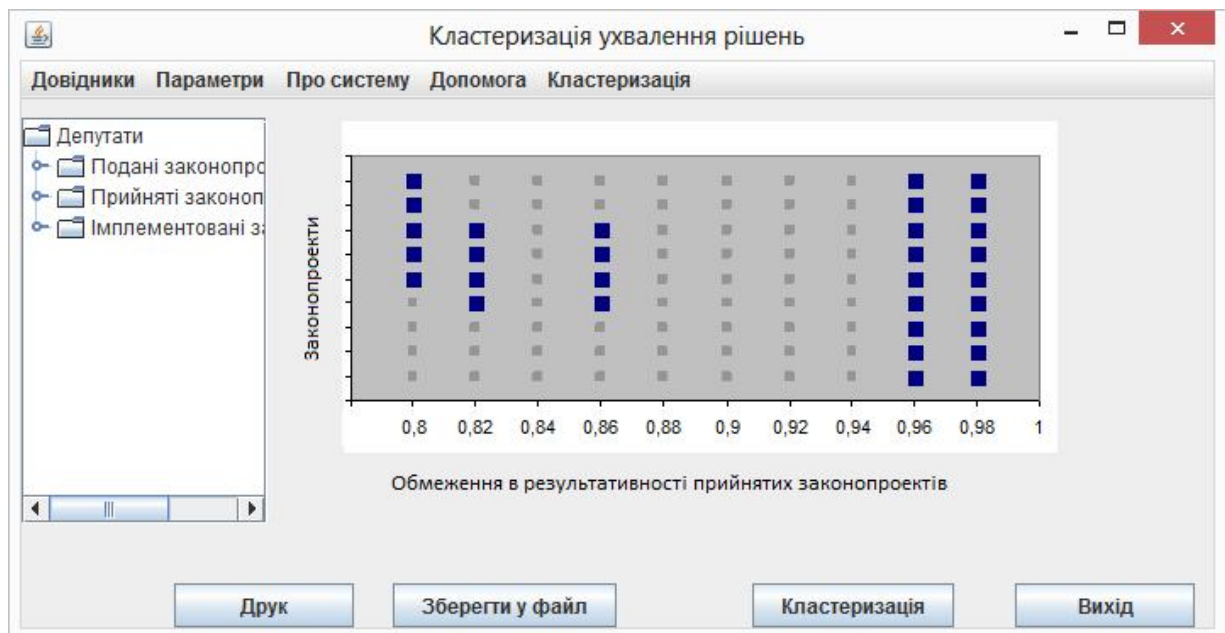 Кластеризація ухвалення рішень
Довідники Параметри Про систему Допомога Кластеризація
Депутати
Подані законопро
Прийняті законоп
Імплементовані за
Законопроекти
0,8 0,82 0,84 0,86 0,88 0,9 0,92 0,94 0,96 0,98 1
Обмеження в результативності прийнятих законопроектів
Друк Зберегти у файл Кластеризація Вихід